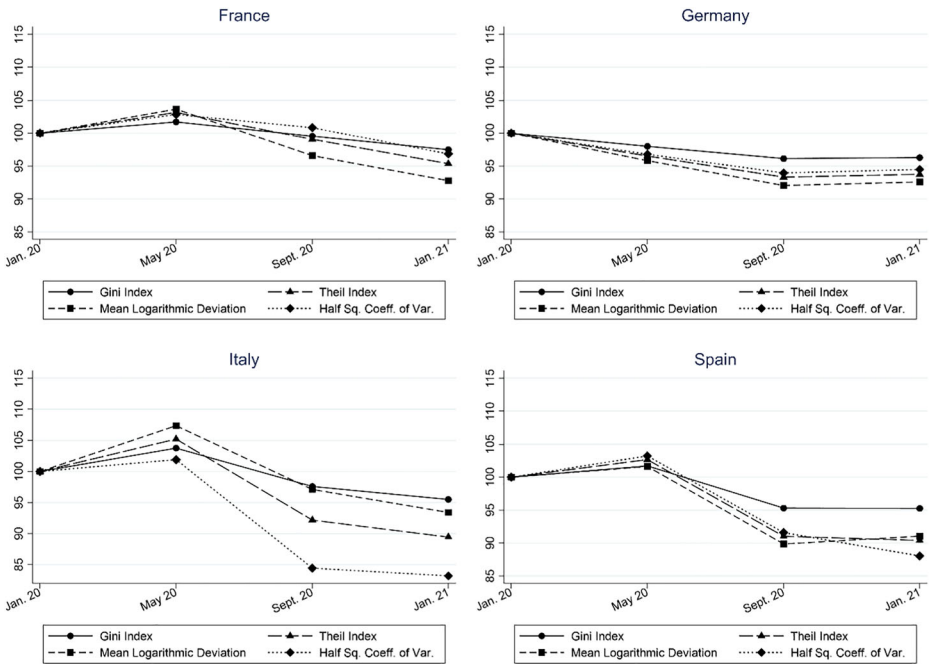 France
115
110
105
100
95
90
85
Jan. 20
May 20
Sept. 20
Jan. 21
Gini Index
Theil Index
Mean Logarithmic Deviation
Half Sq. Coeff. of Var.
Germany
115
110
105
100
95
90
85
Jan. 20
May 20
Sept. 20
Jan. 21
Gini Index
Theil Index
Mean Logarithmic Deviation
Half Sq. Coeff. of Var.
Italy
115
110
105
100
95
90
85
Jan. 20
May 20
Sept. 20
Jan. 21
Gini Index
Theil Index
Mean Logarithmic Deviation
Half Sq. Coeff. of Var.
Spain
115
110
105
100
95
90
85
Jan. 20
May 20
Sept. 20
Jan. 21
Gini Index
Theil Index
Mean Logarithmic Deviation
Half Sq. Coeff. of Var.